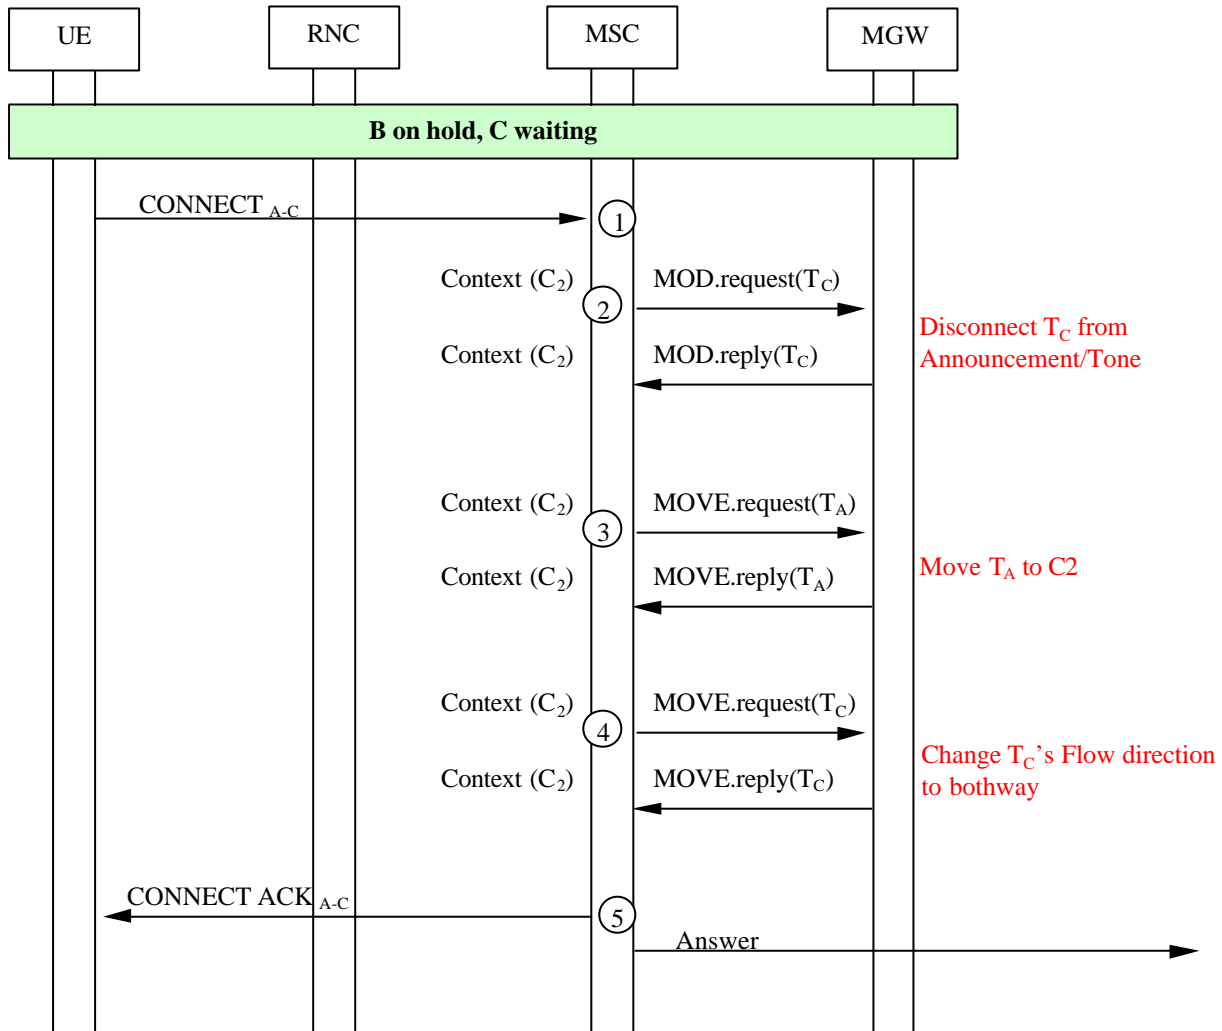 UE RNC MSC MGW
B on hold, C waiting
CONNECT A-C
1
Context (C2) MOD.request(TC)
2
Disconnect TC from
Announcement/Tone
Context (C2) MOD.reply(TC)
Context (C2) MOVE.request(TA)
3
Move TA to C2
Context (C2) MOVE.reply(TA)
Context (C2) MOVE.request(TC)
4
Change TC's Flow direction
to bothway
Context (C2) MOVE.reply(TC)
CONNECT ACK A-C
5
Answer